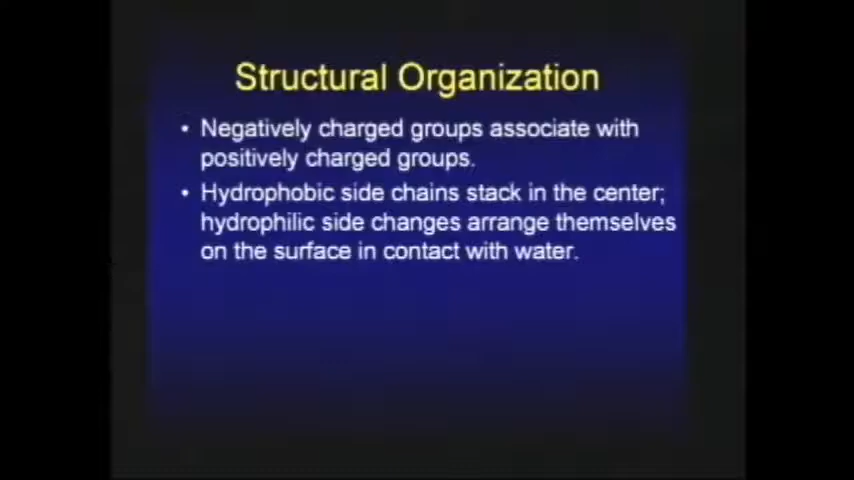 Structural Organization
• Negatively charged groups associate with
positively charged groups.
• Hydrophobic side chains stack in the center;
hydrophilic side changes arrange themselves
on the surface in contact with water.